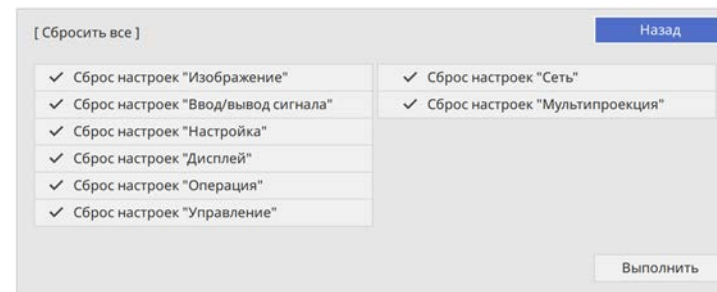 [ Сбросить все ]
Назад
Сброс настроек "Изображение"
Сброс настроек "Ввод/вывод сигнала"
Сброс настроек "Настройка"
Сброс настроек "Дисплей"
Сброс настроек "Операция"
Сброс настроек "Управление"
Сброс настроек "Сеть"
Сброс настроек "Мультипроекция"
Выполнить